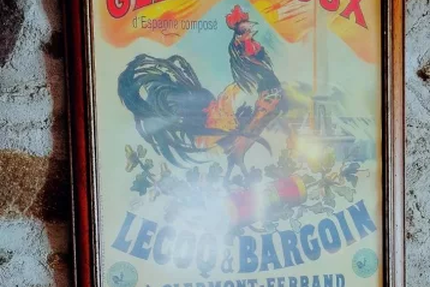 d'Espagne composé
LECOQ & BARGOIN
CLERMONT-FERRAND